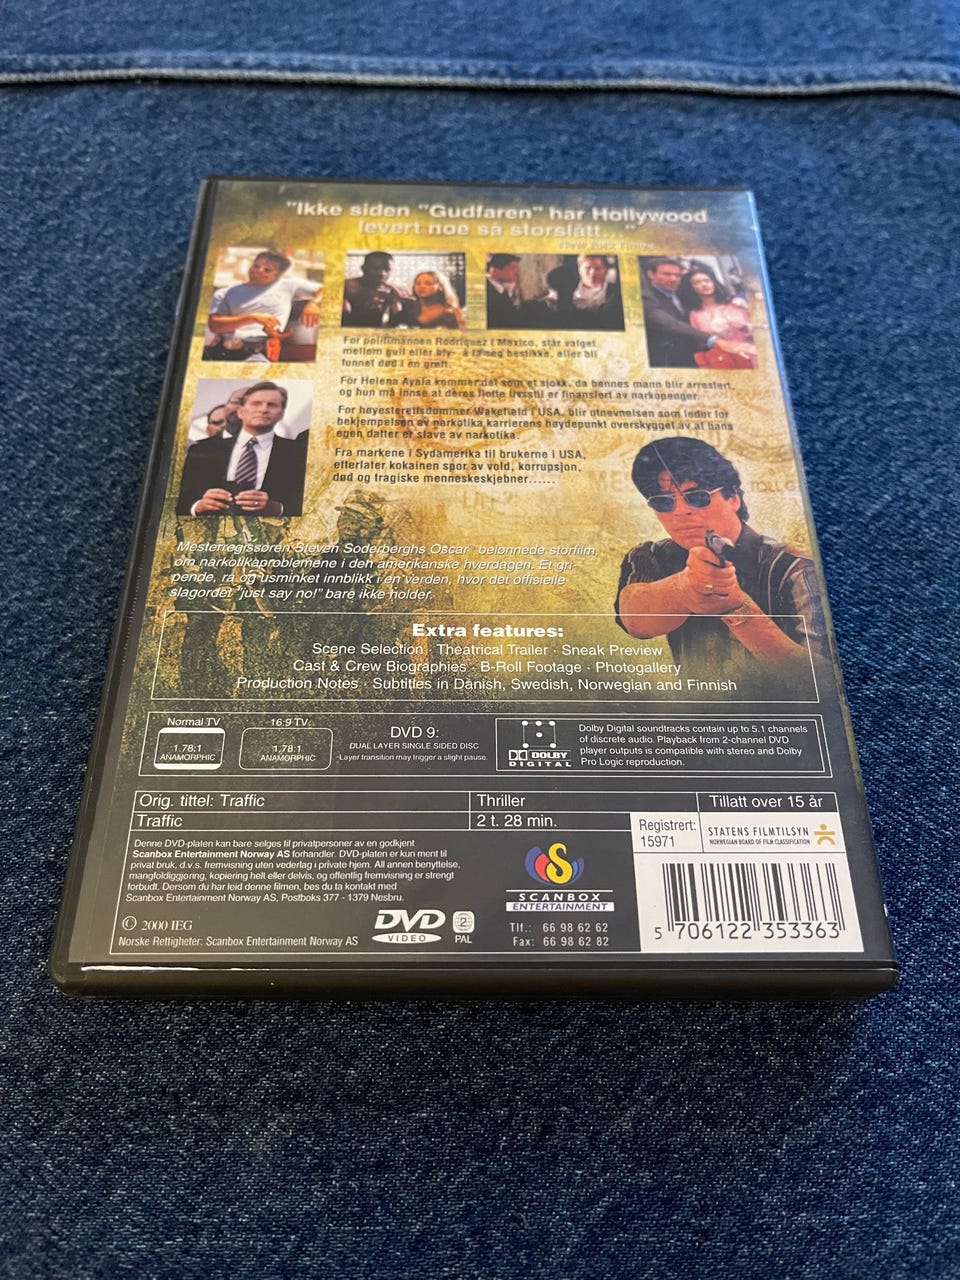 "Ikke siden "Gudfaren" har Hollywood
levert noe så storslått..."
For politimannen Rodriquez i Mexico, står valget
mellom gull eller bly- å ta seg bestikke, eller bli
funnet død i en grøft.
For Helena Ayala kommer det som et sjokk, da hennes mann blir arrestert,
og hun må innse at deres flotte livsstil er finansiert av narkopenger.
For høyesterettsdommer Wakefield i USA, blir utnevnelsen som leder for
bekjempelsen av narkotika karrierens høydepunkt overskygget av at hans
egen datter er slave av narkotika.
Fra markene i Sydamerika til brukerne i USA,
etterlater kokainen spor av vold, korrupsjon,
død og tragiske menneskeskjebner......
Mesterregissøren Steven Soderberghs Oscar® belønnede storfilm,
om narkotikaproblemene i den amerikanske hverdagen. Et gri-
pende, rå og usminket innblikk i en verden, hvor det offisielle
slagordet "just say no!" bare ikke holder.
Extra features:
Scene Selection · Theatrical Trailer · Sneak Preview
Cast & Crew Biographies · B-Roll Footage · Photogallery
Production Notes · Subtitles in Danish, Swedish, Norwegian and Finnish
Normal TV
1.78:1
ANAMORPHIC
16:9 TV
1.78:1
ANAMORPHIC
DVD 9:
DUAL LAYER SINGLE SIDED DISC
Layer transition may trigger a slight pause.
DOLBY
DIGITAL
Dolby Digital soundtracks contain up to 5.1 channels
of discrete audio. Playback from 2-channel DVD
player outputs is compatible with stereo and Dolby
Pro Logic reproduction.
Orig. tittel: Traffic
Thriller
Tillatt over 15 år
Traffic
2 t. 28 min.
Registrert:
15971
STATENS FILMTILSYN
NORWEGIAN BOARD OF FILM CLASSIFICATION
Denne DVD-platen kan bare selges til privatpersoner av en godkjent
Scanbox Entertainment Norway AS forhandler. DVD-platen er kun ment til
privat bruk, d.v.s. fremvisning uten vederlag i private hjem. All annen benyttelse,
mangfoldiggjøring, kopiering helt eller delvis, og offentlig fremvisning er strengt
forbudt. Dersom du har leid denne filmen, bes du ta kontakt med
Scanbox Entertainment Norway AS, Postboks 377 - 1379 Nesbru.
© 2000 IEG
Norske Rettigheter: Scanbox Entertainment Norway AS
DVD
VIDEO
2
PAL
S
SCANBOX
ENTERTAINMENT
Tlf.: 66 98 62 62
Fax: 66 98 62 82
5 706122 353363